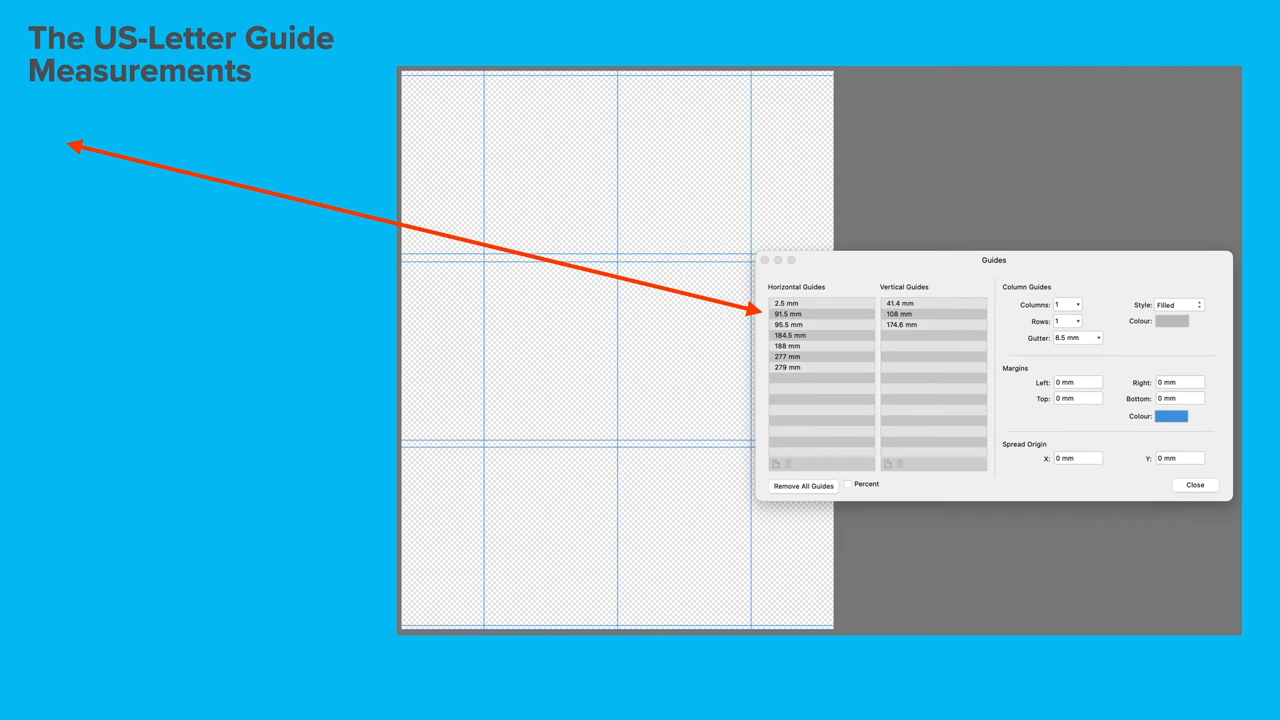 The US-Letter Guide
Measurements
Guides
Horizontal Guides
2.5 mm
91.5 mm
95.5 mm
184.5 mm
188 mm
277 mm
279 mm
Remove All Guides
Percent
Vertical Guides
41.4 mm
108 mm
174.6 mm
Column Guides
Columns: 1
Style: Filled
Rows: 1
Colour:
Gutter: 8.5 mm
Margins
Left: 0 mm
Right: 0 mm
Top: 0 mm
Bottom: 0 mm
Colour:
Spread Origin
X: 0 mm
Y: 0 mm
Close